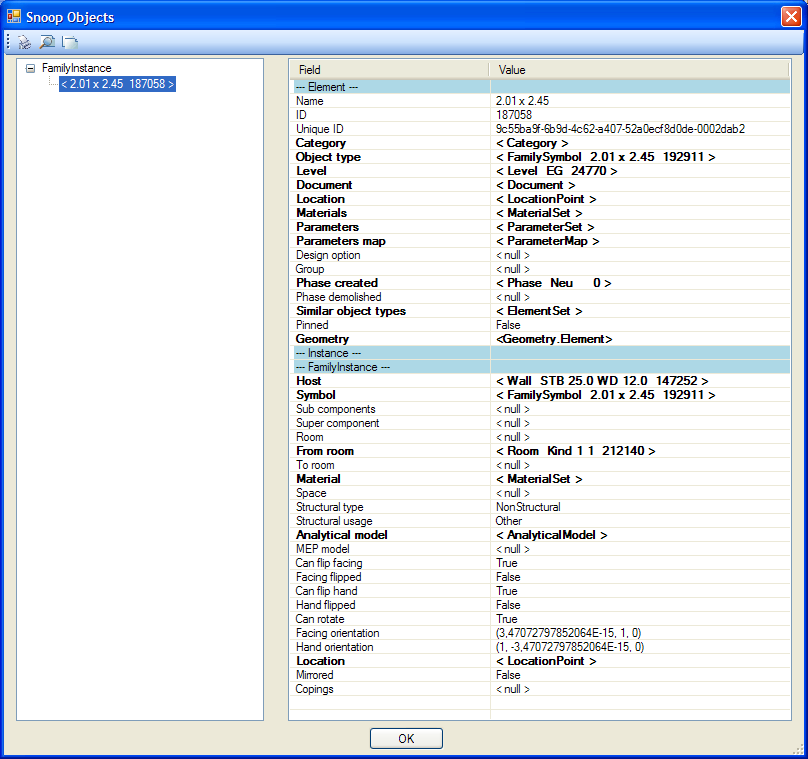 Snoop Objects
FamilyInstance
< 2.01 x 2.45 187058 >
Field Value
--- Element ---
Name 2.01 x 2.45
ID 187058
Unique ID 9c55ba9f-6b9d-4c62-a407-52a0ecf8d0de-0002dab2
Category < Category >
Object type < FamilySymbol 2.01 x 2.45 192911 >
Level < Level EG 24770 >
Document < Document >
Location < LocationPoint >
Materials < MaterialSet >
Parameters < ParameterSet >
Parameters map < ParameterMap >
Design option < null >
Group < null >
Phase created < Phase Neu 0 >
Phase demolished < null >
Similar object types < ElementSet >
Pinned False
Geometry <Geometry.Element>
--- Instance ---
--- FamilyInstance ---
Host < Wall STB 25.0 WD 12.0 147252 >
Symbol < FamilySymbol 2.01 x 2.45 192911 >
Sub components < null >
Super component < null >
Room < null >
From room < Room Kind 1 1 212140 >
To room < null >
Material < MaterialSet >
Space < null >
Structural type NonStructural
Structural usage Other
Analytical model < AnalyticalModel >
MEP model < null >
Can flip facing True
Facing flipped False
Can flip hand True
Hand flipped False
Can rotate True
Facing orientation (3,47072797852064E-15, 1, 0)
Hand orientation (1, -3,47072797852064E-15, 0)
Location < LocationPoint >
Mirrored False
Copings < null >
OK